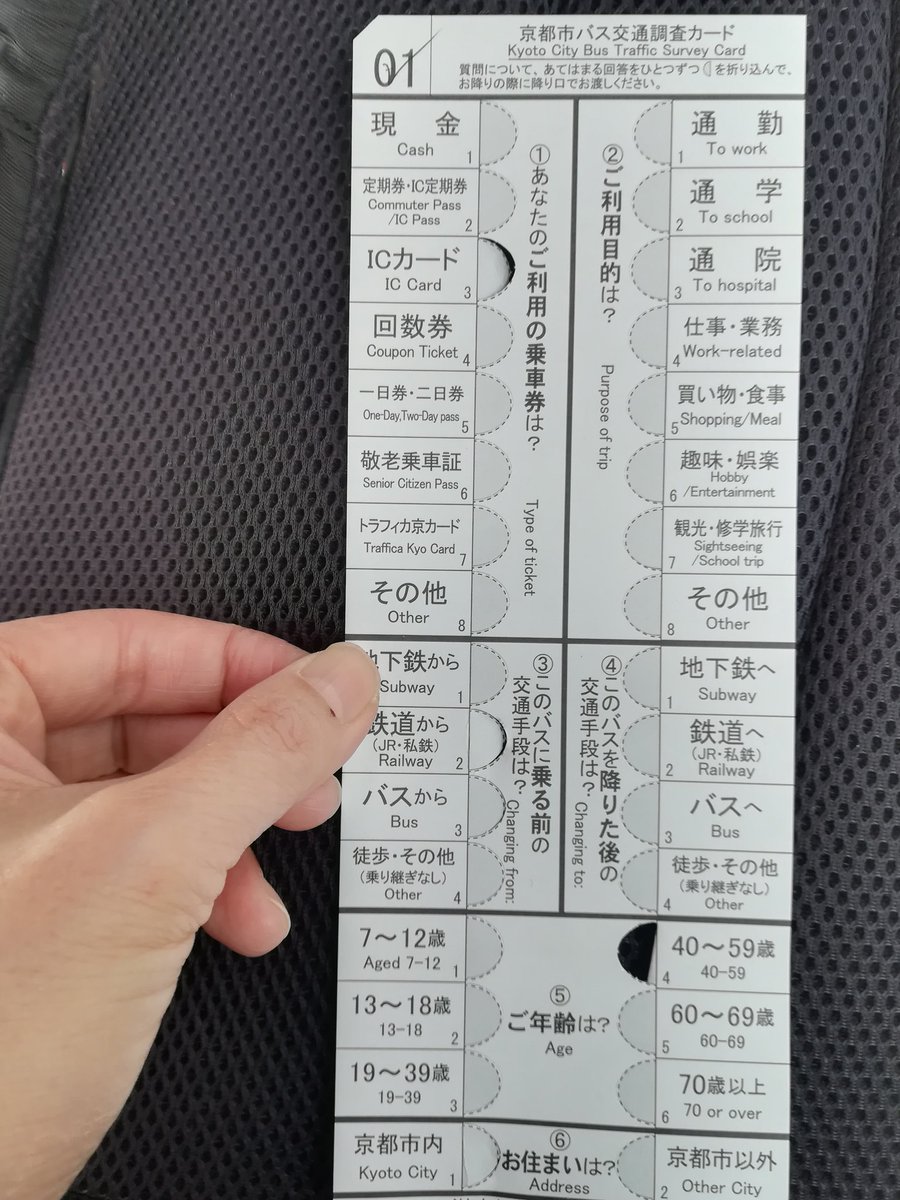 01
京都市バス交通調査カード
Kyoto City Bus Traffic Survey Card
質問について、あてはまる回答をひとつずつ を折り込んで、
お降りの際に降り口でお渡しください。
①あなたのご利用の乗車券は?
Type of ticket
現 金
Cash
1
定期券・IC定期券
Commuter Pass
/IC Pass
2
ICカード
IC Card
3
回数券
Coupon Ticket
4
一日券・二日券
One-Day,Two-Day pass
5
敬老乗車証
Senior Citizen Pass
6
トラフィカ京カード
Traffica Kyo Card
7
その他
Other
8
②ご利用目的は?
Purpose of trip
通 勤
To work
1
通 学
To school
2
通 院
To hospital
3
仕事・業務
Work-related
4
買い物・食事
Shopping/Meal
5
趣味・娯楽
Hobby
/Entertainment
6
観光・修学旅行
Sightseeing
/School trip
7
その他
Other
8
③このバスに乗る前の
交通手段は?
Changing from:
地下鉄から
Subway
1
鉄道から
(JR・私鉄)
Railway
2
バスから
Bus
3
徒歩・その他
(乗り継ぎなし)
Other
4
④このバスを降りた後の
交通手段は?
Changing to:
地下鉄へ
Subway
1
鉄道へ
(JR・私鉄)
Railway
2
バスへ
Bus
3
徒歩・その他
(乗り継ぎなし)
Other
4
⑤
ご年齢は?
Age
7～12歳
Aged 7-12
1
13～18歳
13-18
2
19～39歳
19-39
3
40～59歳
40-59
4
60～69歳
60-69
5
70歳以上
70 or over
6
⑥
お住まいは?
Address
京都市内
Kyoto City
1
京都市以外
Other City
2